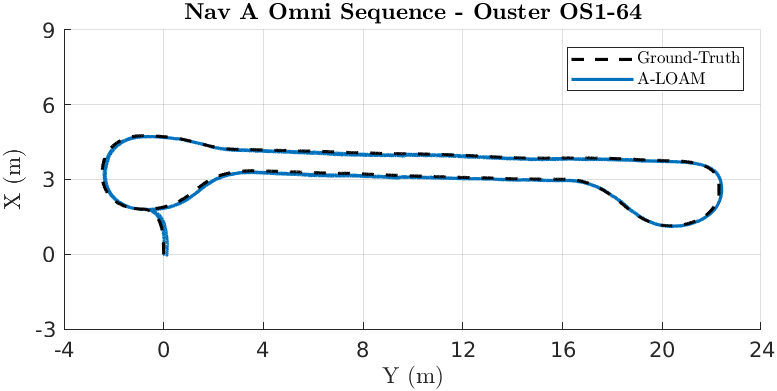 Nav A Omni Sequence - Ouster OS1-64
9
6
3
0
-3
X (m)
Ground-Truth
A-LOAM
-4 0 4 8 12 16 20 24
Y (m)